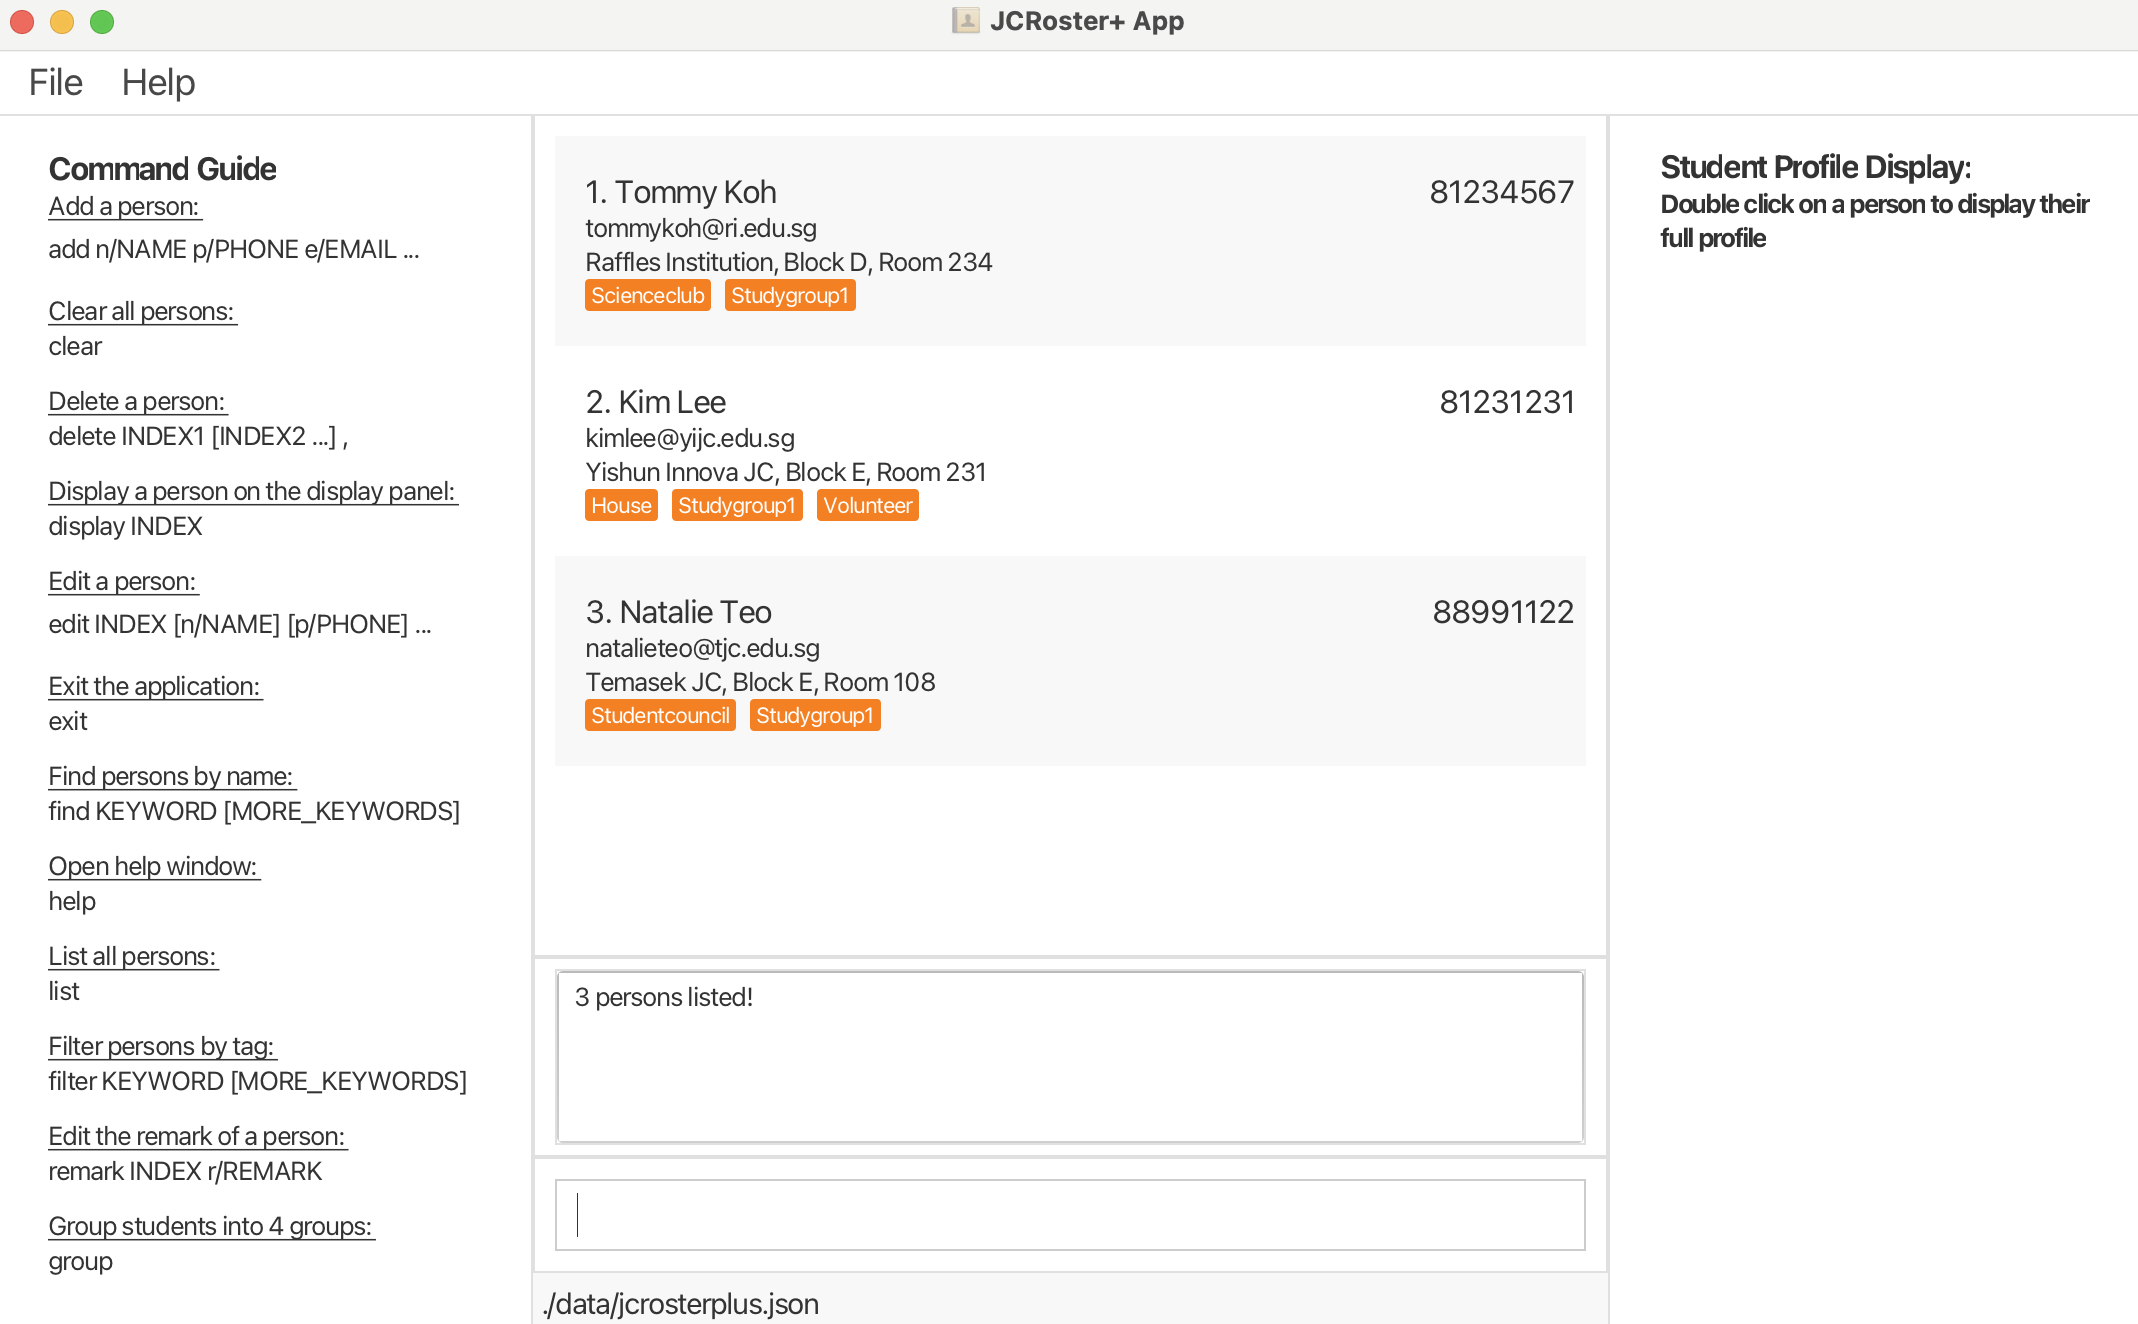 JCRoster+ App
File Help
Command Guide
Add a person:
add n/NAME p/PHONE e/EMAIL ...
Clear all persons:
clear
Delete a person:
delete INDEX1 [INDEX2 ...] ,
Display a person on the display panel:
display INDEX
Edit a person:
edit INDEX [n/NAME] [p/PHONE] ...
Exit the application:
exit
Find persons by name:
find KEYWORD [MORE_KEYWORDS]
Open help window:
help
List all persons:
list
Filter persons by tag:
filter KEYWORD [MORE_KEYWORDS]
Edit the remark of a person:
remark INDEX r/REMARK
Group students into 4 groups:
group
1. Tommy Koh 81234567
tommykoh@ri.edu.sg
Raffles Institution, Block D, Room 234
Scienceclub Studygroup1
2. Kim Lee 81231231
kimlee@yijc.edu.sg
Yishun Innova JC, Block E, Room 231
House Studygroup1 Volunteer
3. Natalie Teo 88991122
natalieteo@tjc.edu.sg
Temasek JC, Block E, Room 108
Studentcouncil Studygroup1
3 persons listed!
./data/jcrosterplus.json
Student Profile Display:
Double click on a person to display their
full profile